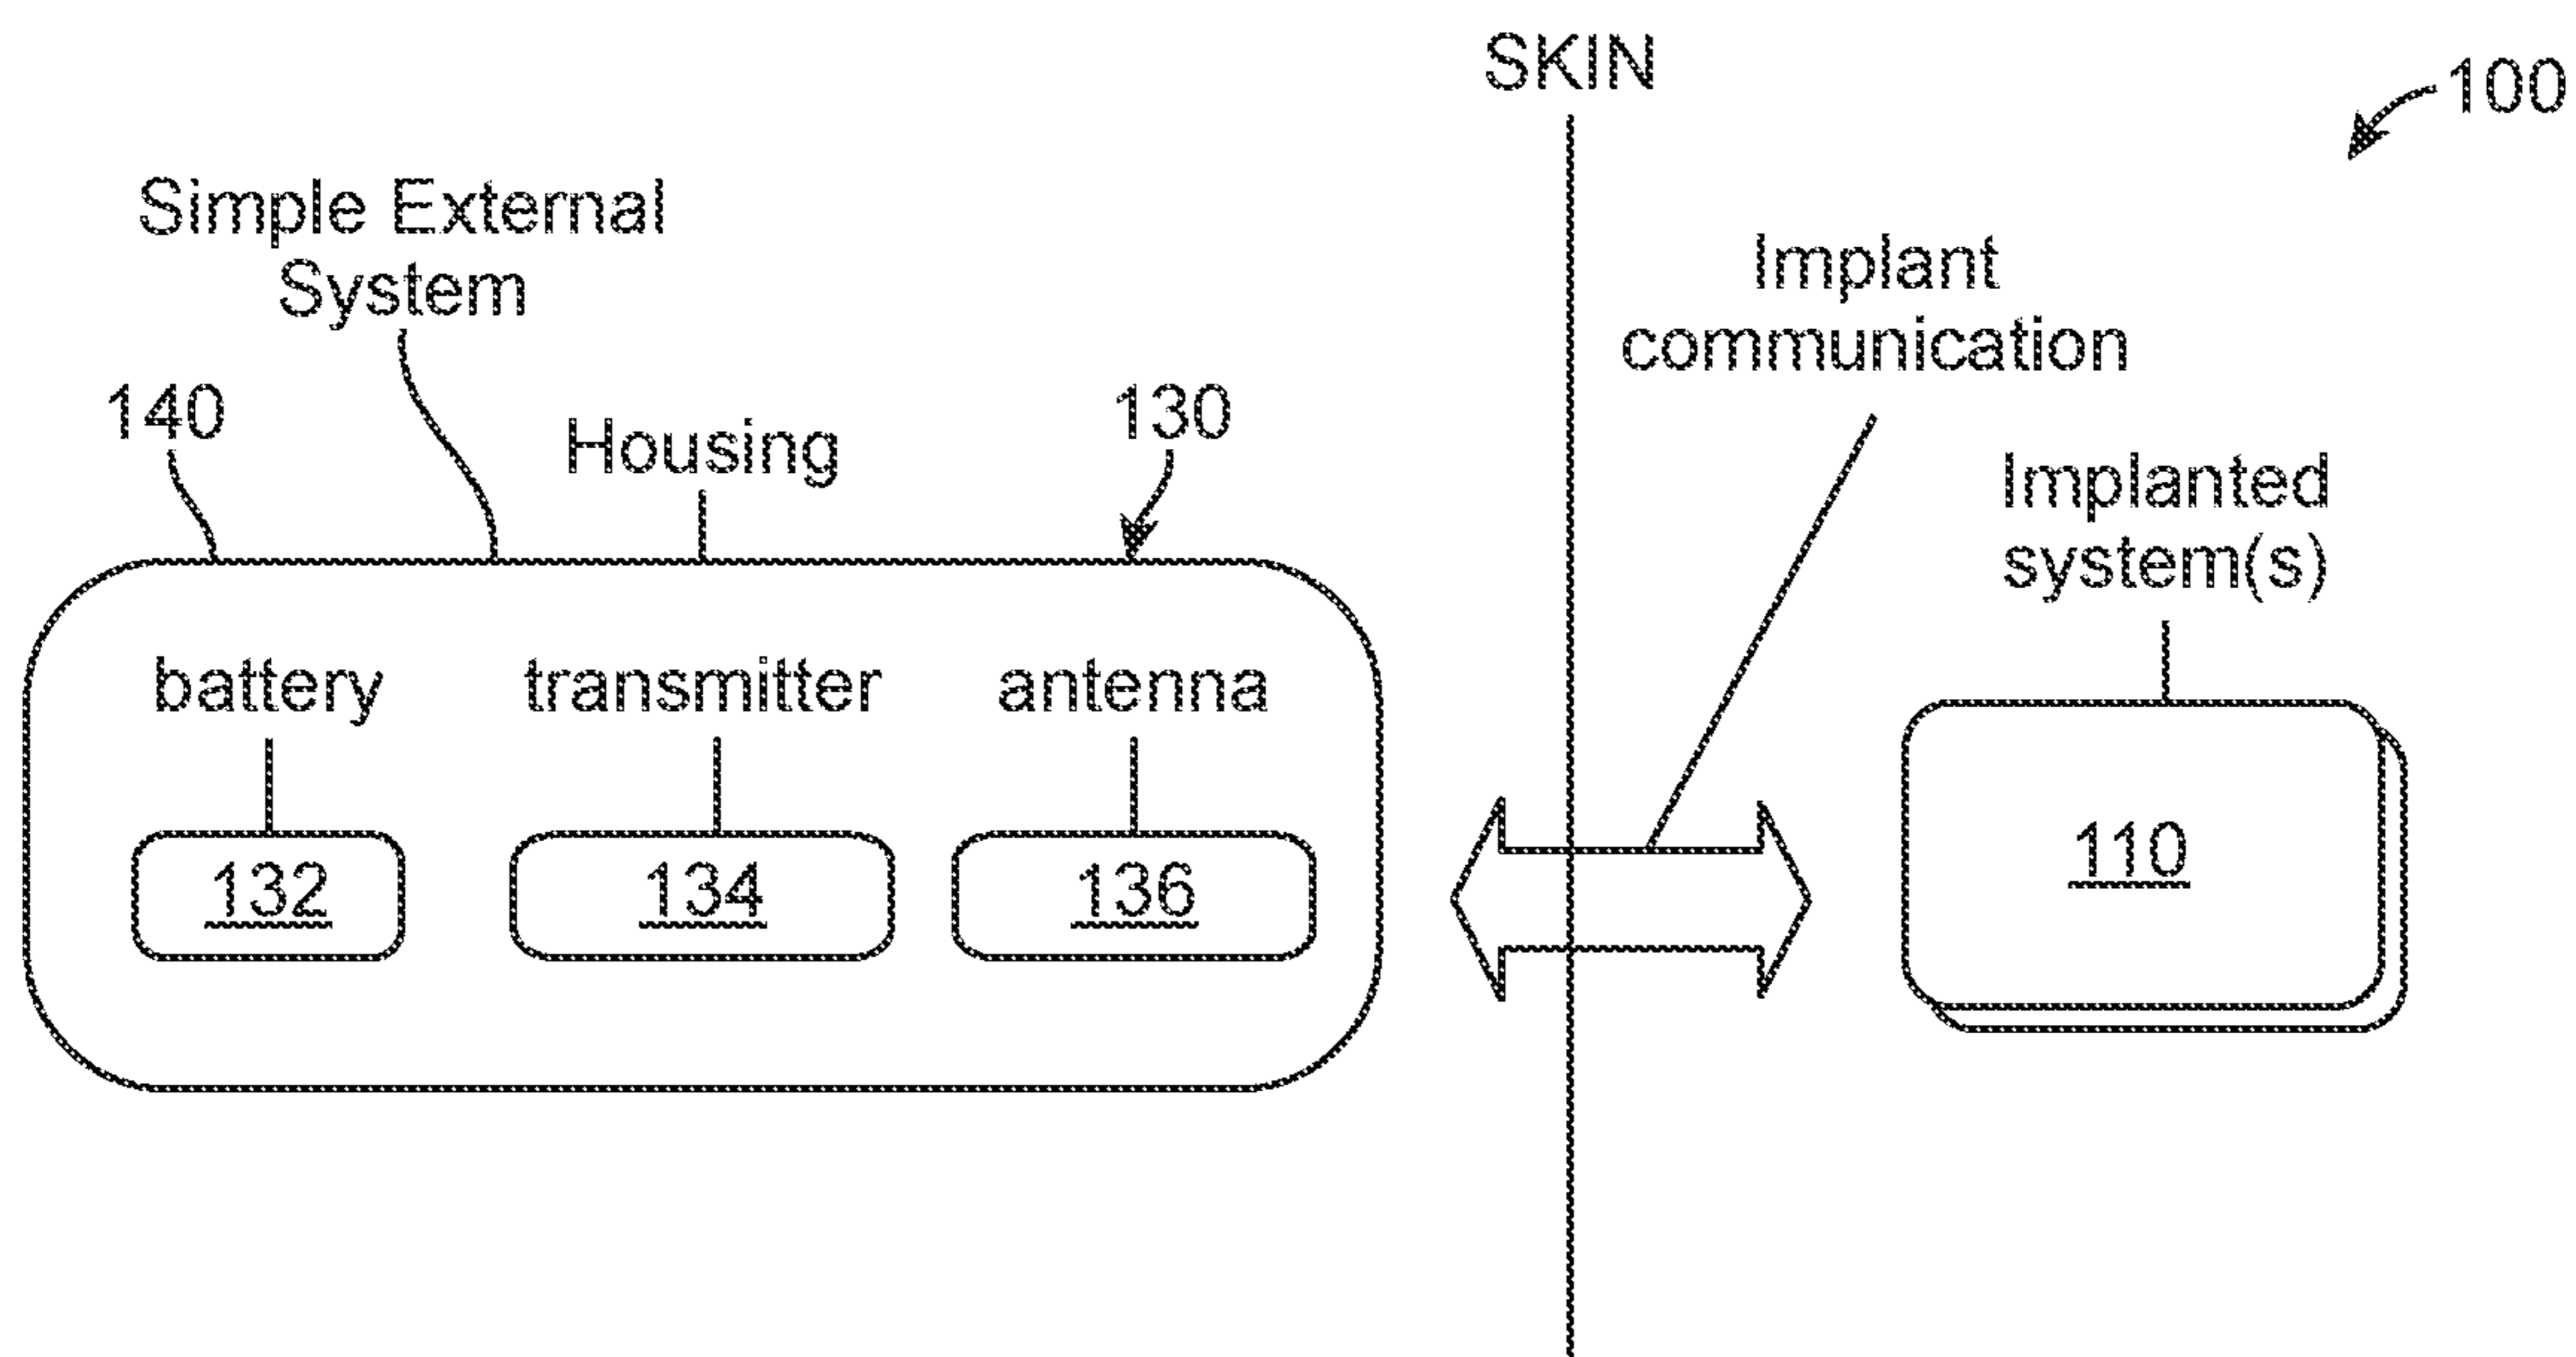 SKIN
100
Simple External
System
Implant
communication
140
Housing
130
Implanted
system(s)
battery
transmitter
antenna
132
134
136
110